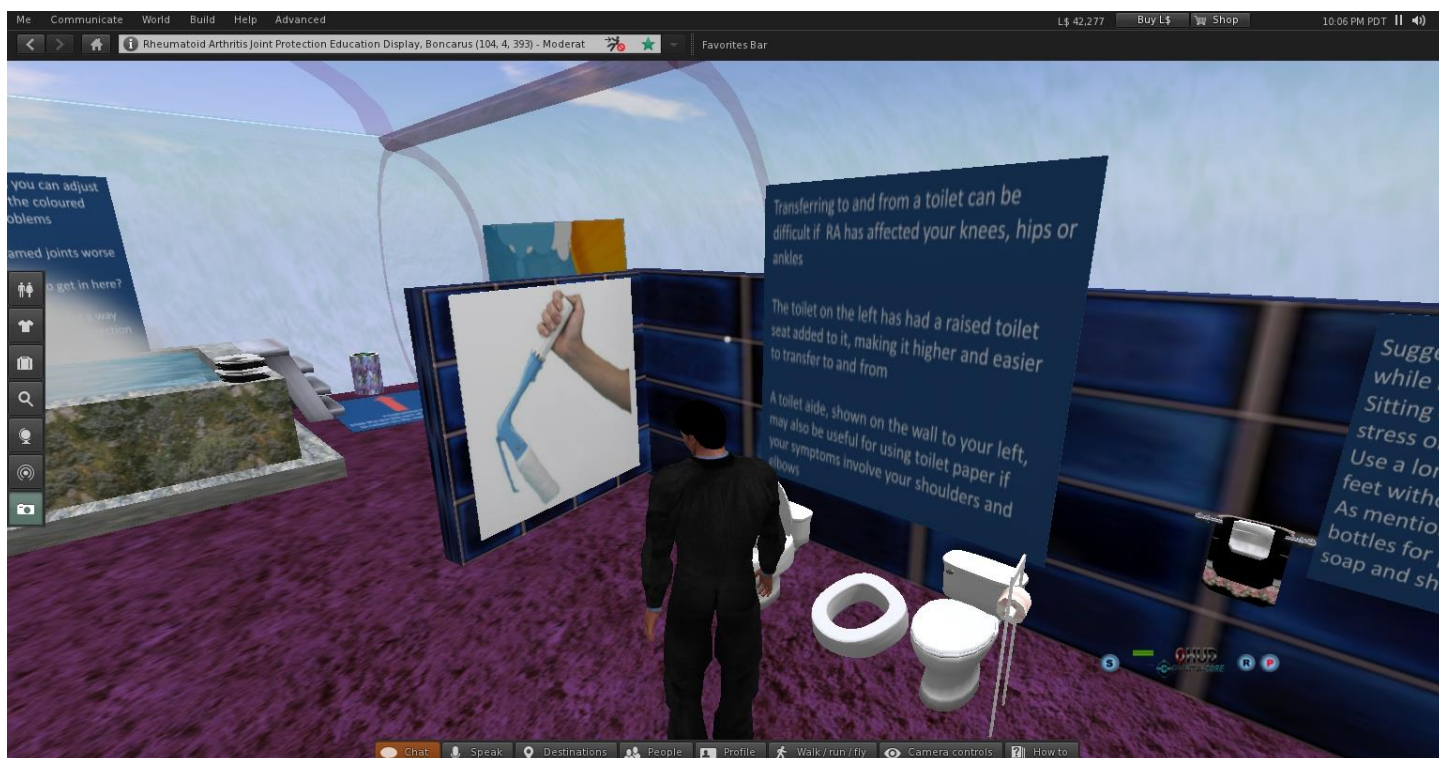 Me Communicate World Build Help Advanced L$ 42,277 Buy L$ Shop 10:06 PM PDT
Rheumatoid Arthritis Joint Protection Education Display, Boncarus (104, 4, 393) - Moderat Favorites Bar
you can adjust
the coloured
oblems
amed joints worse
o get in here?
way
ection
Transferring to and from a toilet can be
difficult if RA has affected your knees, hips or
ankles
The toilet on the left has had a raised toilet
seat added to it, making it higher and easier
to transfer to and from
A toilet aide, shown on the wall to your left,
may also be useful for using toilet paper if
your symptoms involve your shoulders and
elbows
Sugge
while
Sitting
stress o
Use a lon
feet witho
As mentio
bottles for
soap and sh
S R P
Chat Speak Destinations People Profile Walk / run / fly Camera controls How to